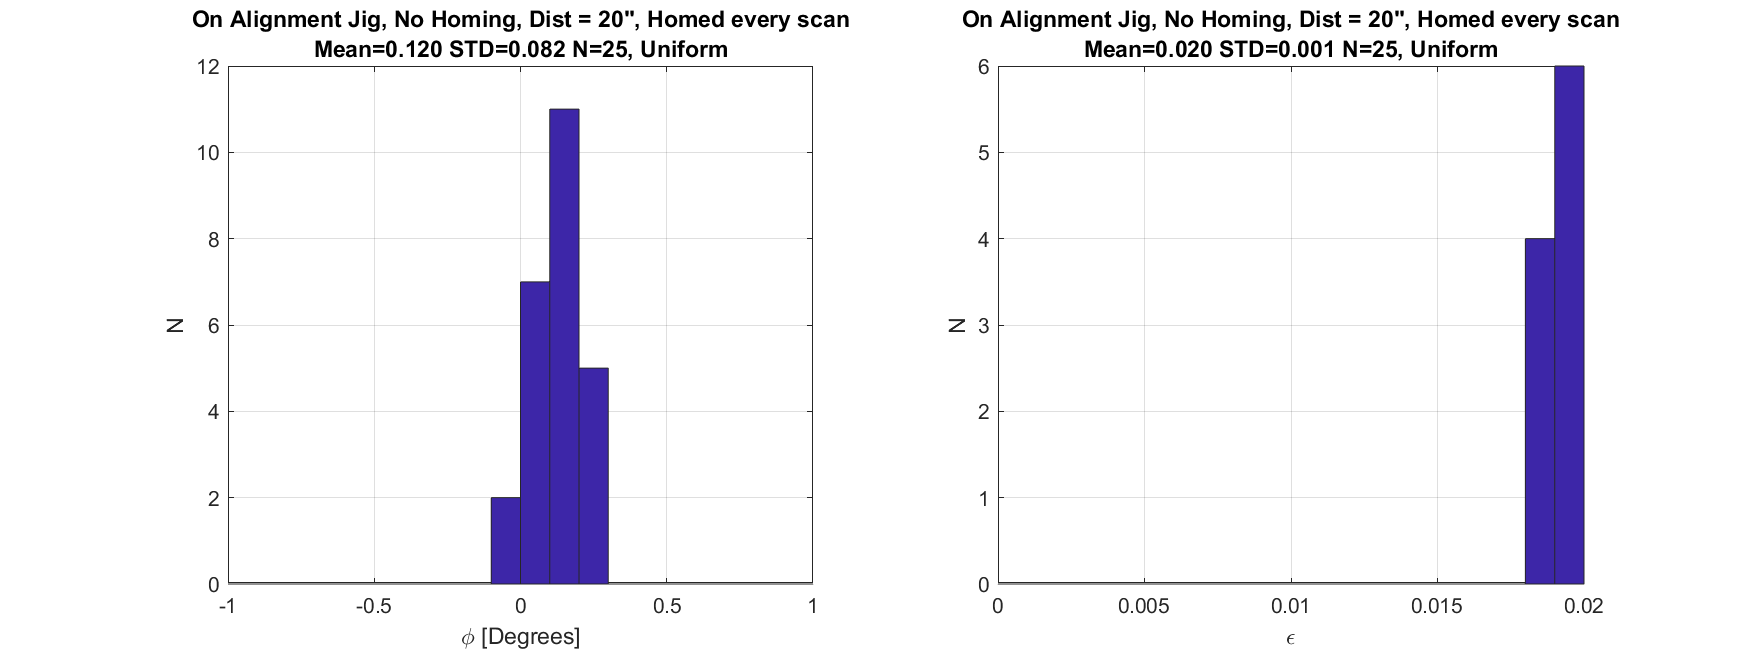 On Alignment Jig, No Homing, Dist = 20", Homed every scan
Mean=0.120 STD=0.082 N=25, Uniform
12
10
8
6
4
2
0
N
-1 -0.5 0 0.5 1
ϕ [Degrees]
On Alignment Jig, No Homing, Dist = 20", Homed every scan
Mean=0.020 STD=0.001 N=25, Uniform
6
5
4
3
2
1
0
N
0 0.005 0.01 0.015 0.02
ϵ